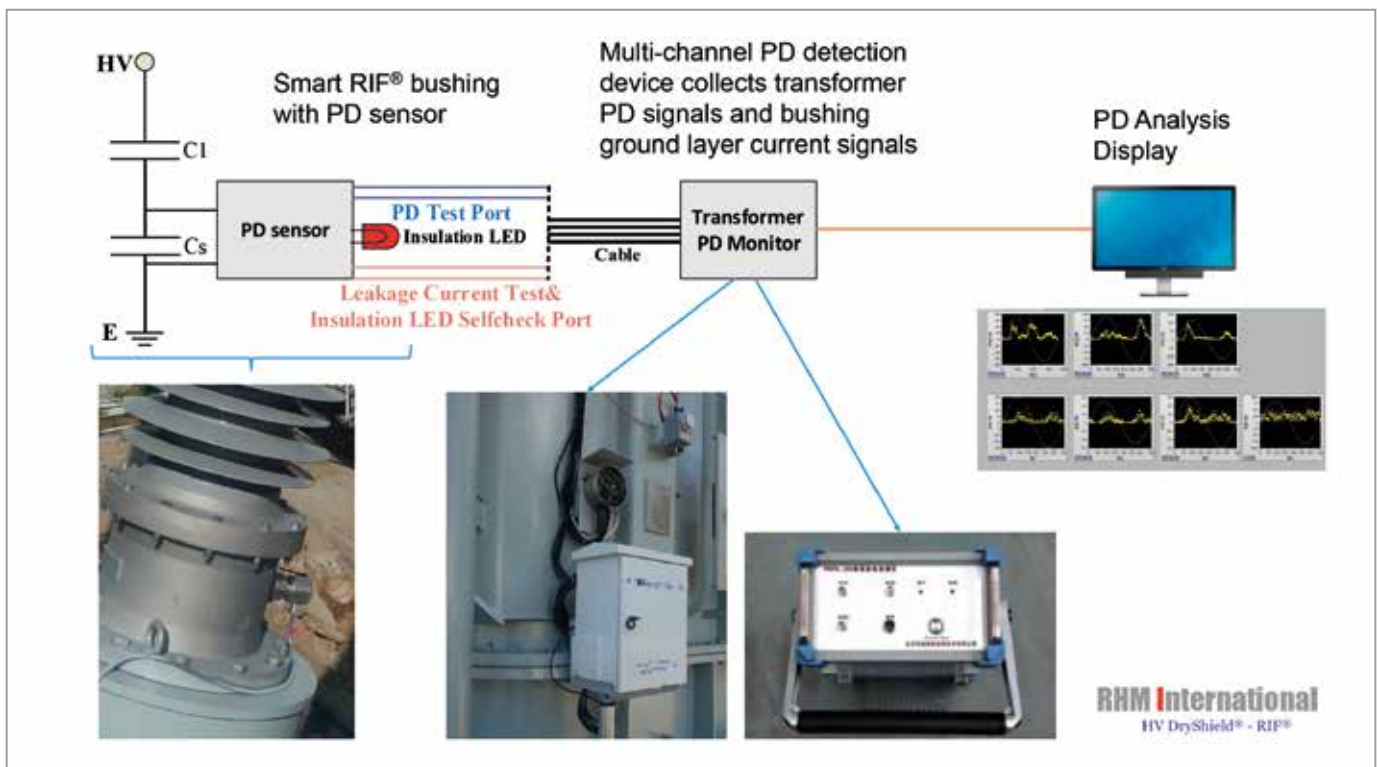 HV
Smart RIF® bushing
with PD sensor
Multi-channel PD detection
device collects transformer
PD signals and bushing
ground layer current signals
PD Analysis
Display
C1
Cs
E
PD sensor
PD Test Port
Insulation LED
Leakage Current Test&
Insulation LED Selfcheck Port
Cable
Transformer
PD Monitor
RHM International
HV DryShield® - RIF®